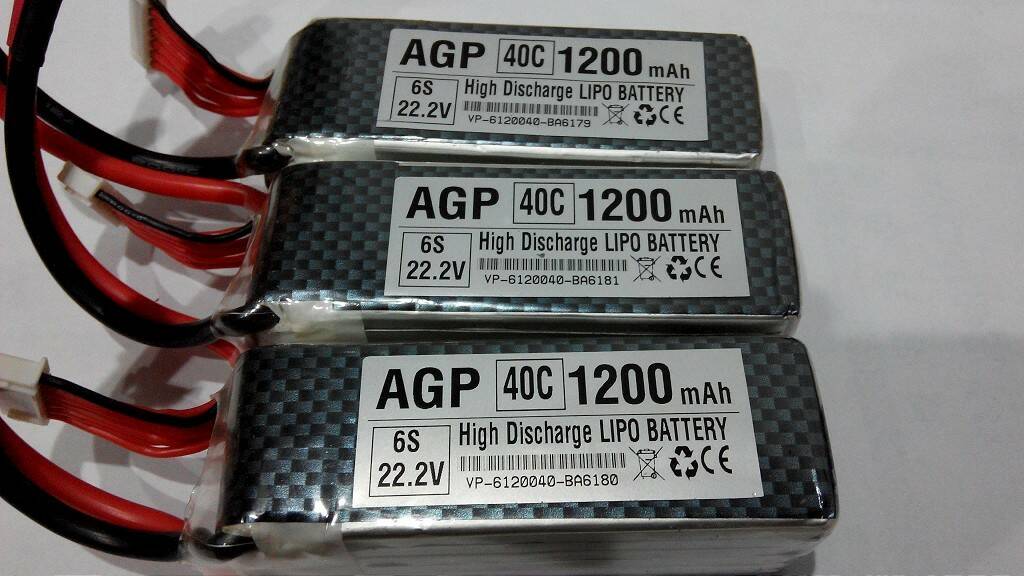 AGP 40C 1200 mAh
6S High Discharge LIPO BATTERY
22.2V
VP-6120040-BA6179
AGP 40C 1200 mAh
6S High Discharge LIPO BATTERY
22.2V
VP-6120040-BA6181
AGP 40C 1200 mAh
6S High Discharge LIPO BATTERY
22.2V
VP-6120040-BA6180